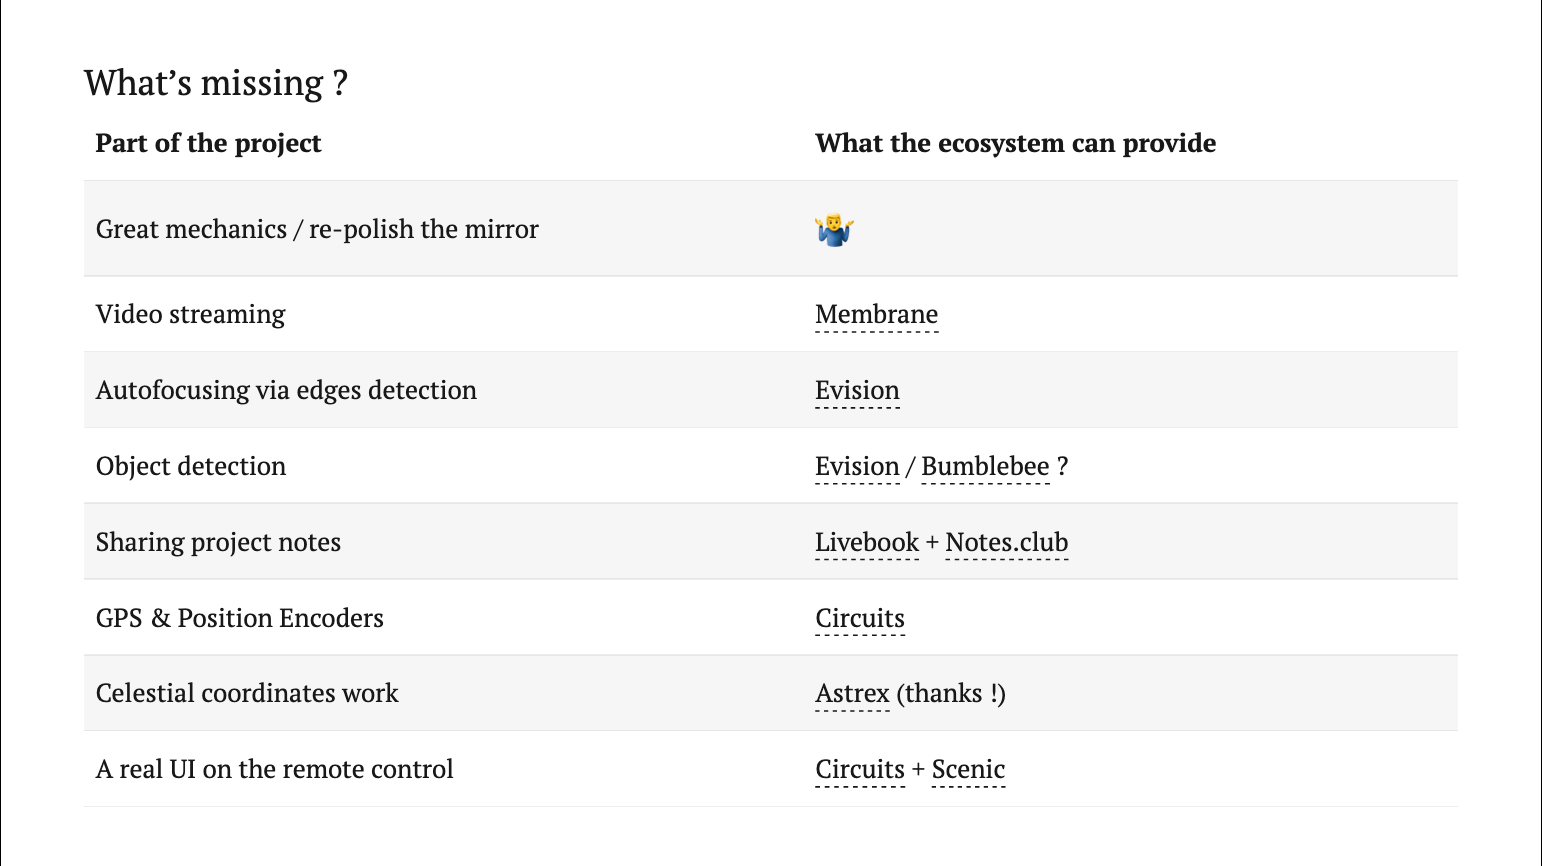 What’s missing ?
Part of the project What the ecosystem can provide
Great mechanics / re-polish the mirror 🤷‍♂️
Video streaming Membrane
Autofocusing via edges detection Evision
Object detection Evision / Bumblebee ?
Sharing project notes Livebook + Notes.club
GPS & Position Encoders Circuits
Celestial coordinates work Astrex (thanks !)
A real UI on the remote control Circuits + Scenic